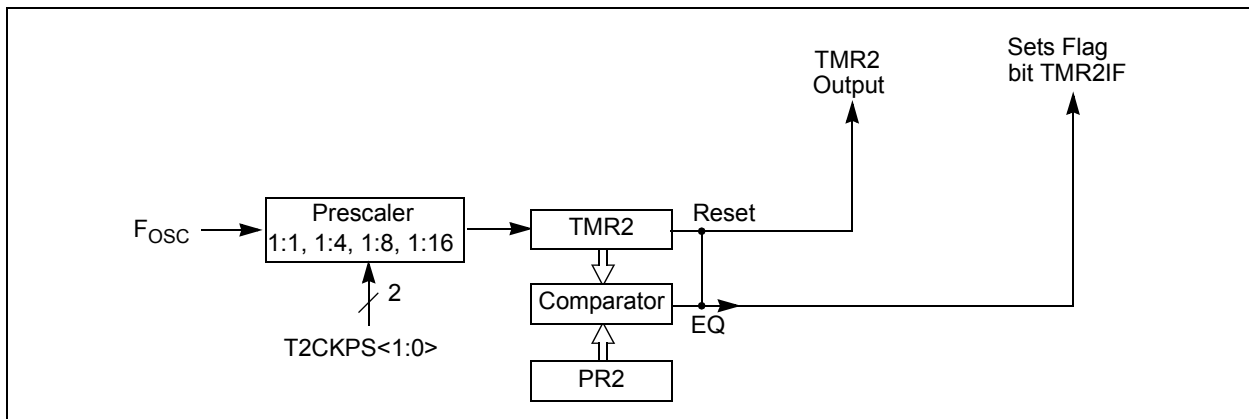 TMR2
Output
Sets Flag
bit TMR2IF
FOSC
Prescaler
1:1, 1:4, 1:8, 1:16
2
T2CKPS<1:0>
TMR2
Reset
Comparator
EQ
PR2